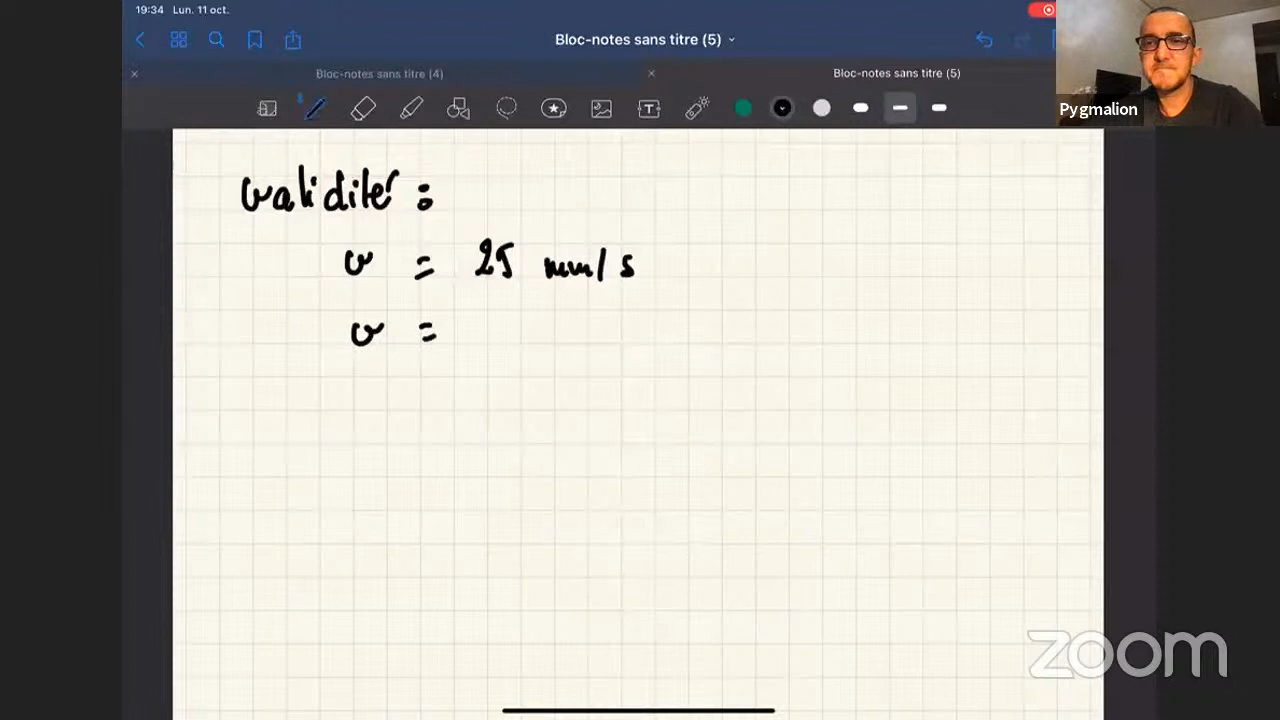 19:34 Lun. 11 oct.
Bloc-notes sans titre (5)
Bloc-notes sans titre (4)
Bloc-notes sans titre (5)
Pygmalion
validiter :
v = 25 mm/s
v =
zoom